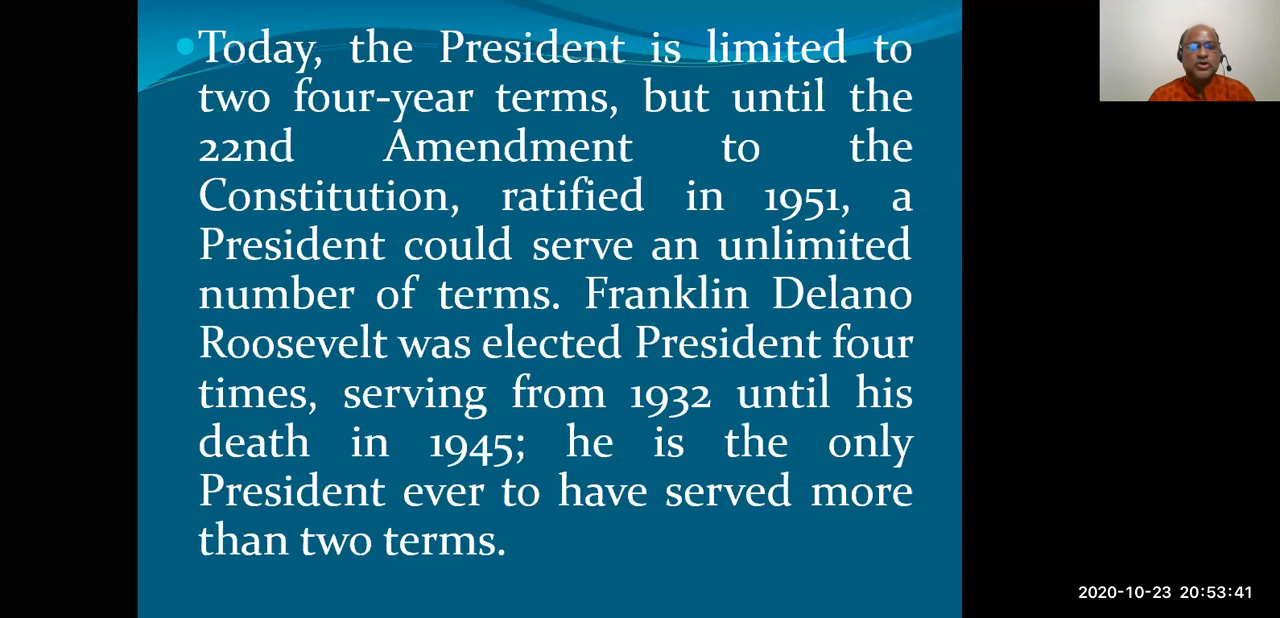 Today, the President is limited to
two four-year terms, but until the
22nd Amendment to the
Constitution, ratified in 1951, a
President could serve an unlimited
number of terms. Franklin Delano
Roosevelt was elected President four
times, serving from 1932 until his
death in 1945; he is the only
President ever to have served more
than two terms.
2020-10-23 20:53:41